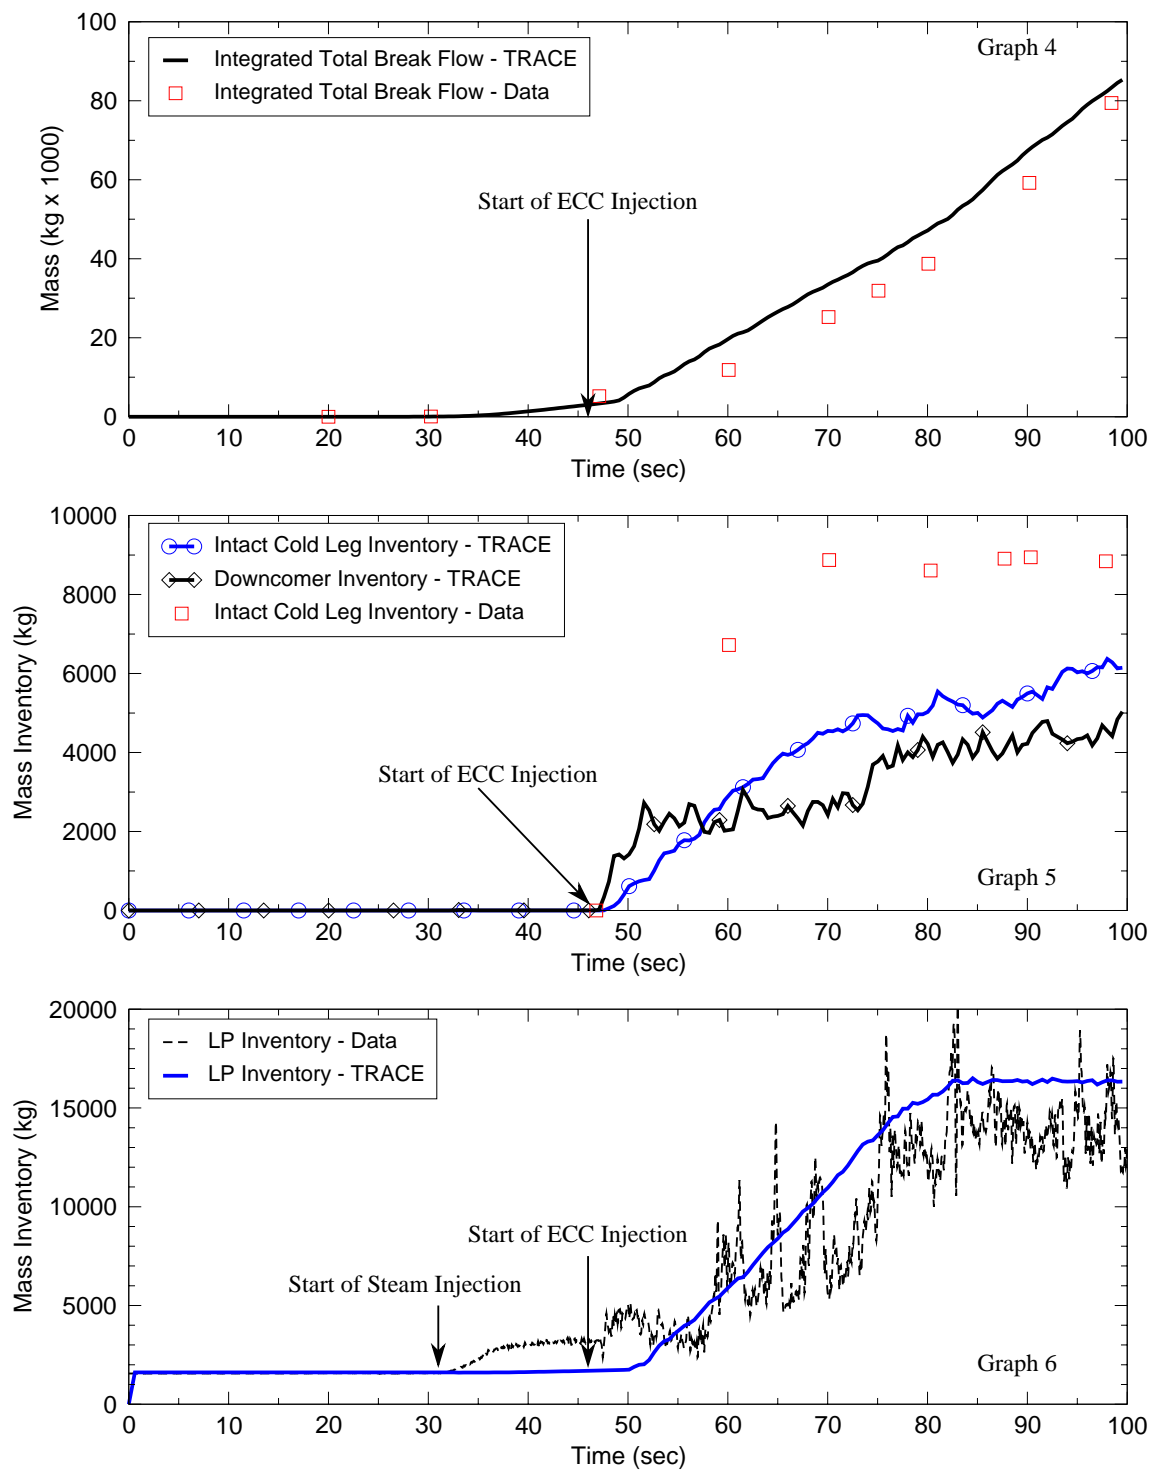 100
80
60
40
20
0
Mass (kg x 1000)
Integrated Total Break Flow - TRACE
Integrated Total Break Flow - Data
Graph 4
Start of ECC Injection
0 10 20 30 40 50 60 70 80 90 100
Time (sec)
10000
8000
6000
4000
2000
0
Mass Inventory (kg)
Intact Cold Leg Inventory - TRACE
Downcomer Inventory - TRACE
Intact Cold Leg Inventory - Data
Start of ECC Injection
Graph 5
0 10 20 30 40 50 60 70 80 90 100
Time (sec)
20000
15000
10000
5000
0
Mass Inventory (kg)
LP Inventory - Data
LP Inventory - TRACE
Start of ECC Injection
Start of Steam Injection
Graph 6
0 10 20 30 40 50 60 70 80 90 100
Time (sec)